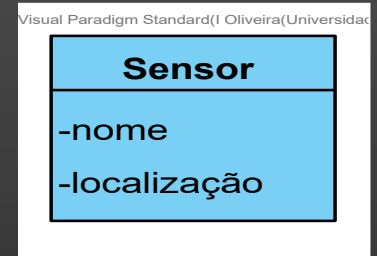 Visual Paradigm Standard(I Oliveira(Universidad
Sensor
-nome
-localização